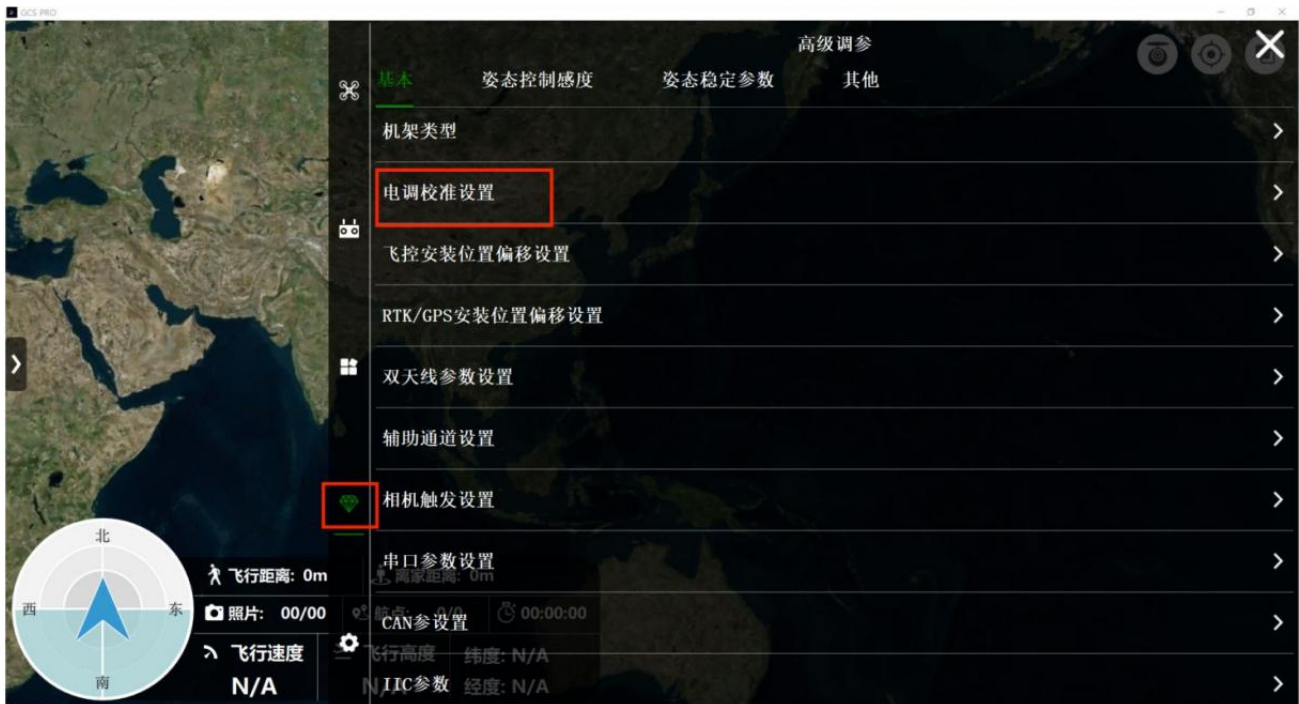 GCS PRO
高级调参
基本 姿态控制感度 姿态稳定参数 其他
机架类型
电调校准设置
飞控安装位置偏移设置
RTK/GPS安装位置偏移设置
双天线参数设置
辅助通道设置
相机触发设置
串口参数设置
CAN参设置
IIC参数
北
西
东
南
飞行距离: 0m
离家距离: 0m
照片: 00/00
航点: 0/0
00:00:00
飞行速度
N/A
飞行高度
纬度: N/A
经度: N/A